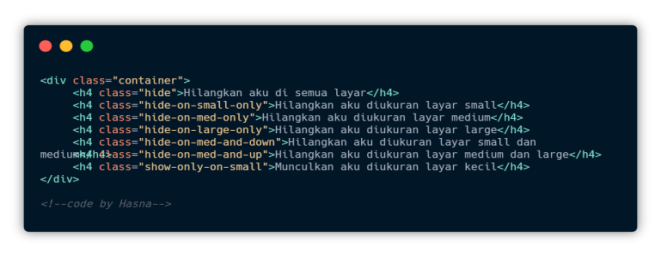 <div class="container">
<h4 class="hide">Hilangkan aku di semua layar</h4>
<h4 class="hide-on-small-only">Hilangkan aku diukuran layar small</h4>
<h4 class="hide-on-med-only">Hilangkan aku diukuran layar medium</h4>
<h4 class="hide-on-large-only">Hilangkan aku diukuran layar large</h4>
<h4 class="hide-on-med-and-down">Hilangkan aku diukuran layar small dan
medium</h4>
<h4 class="hide-on-med-and-up">Hilangkan aku diukuran layar medium dan large</h4>
<h4 class="show-only-on-small">Munculkan aku diukuran layar kecil</h4>
</div>
<!--code by Hasna-->